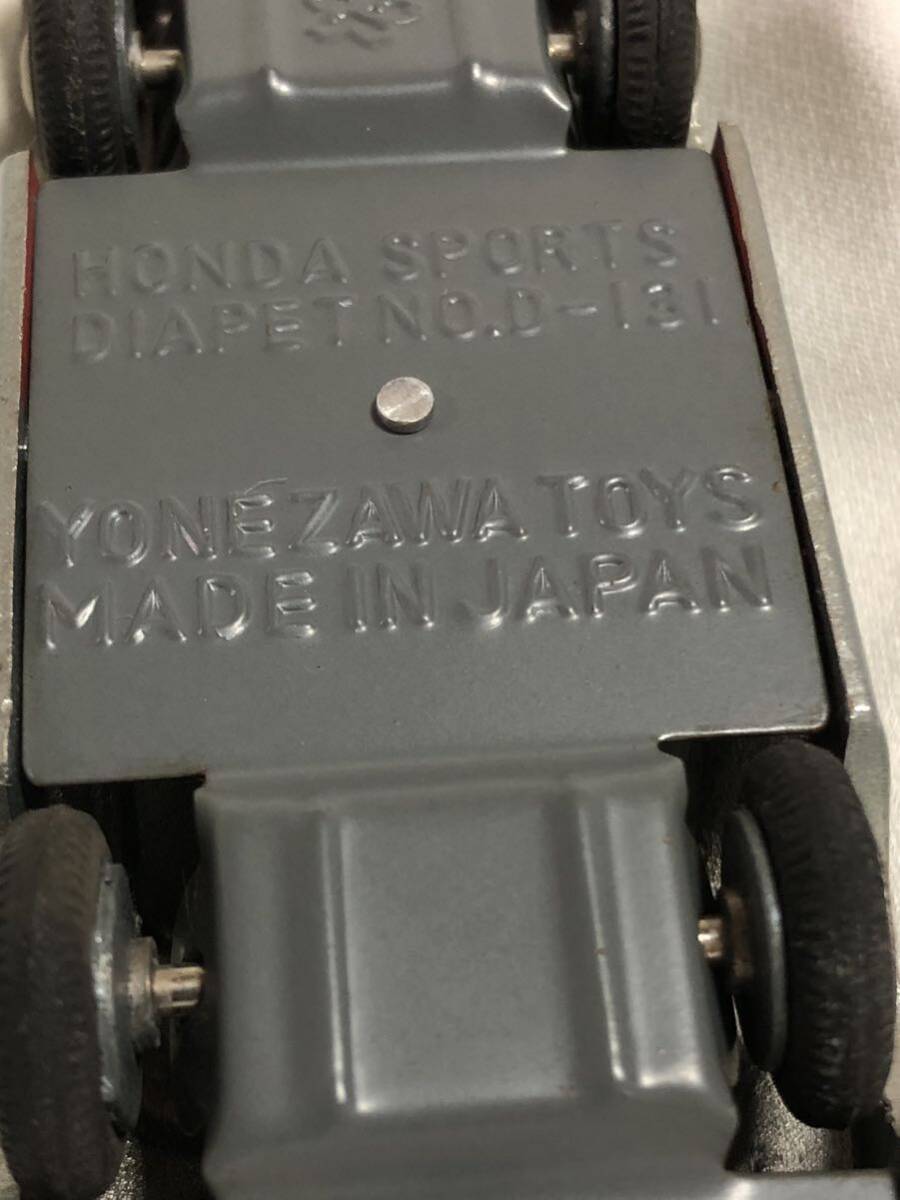 HONDA SPORTS
DIAPET NO.D-131
YONEZAWA TOYS
MADE IN JAPAN